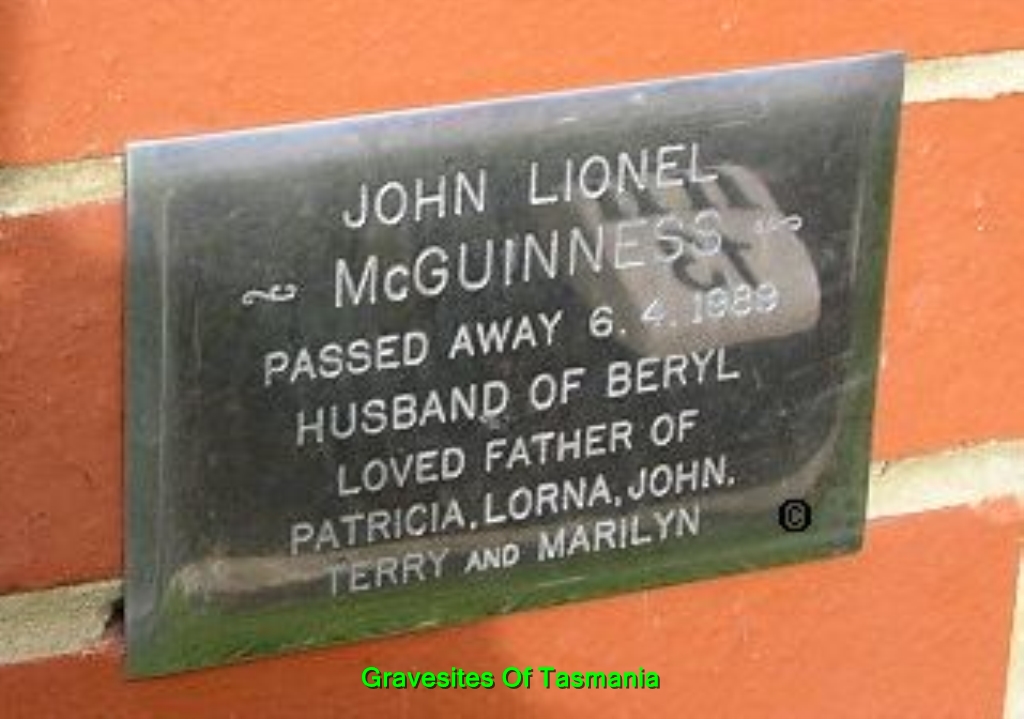 JOHN LIONEL
McGUINNESS
PASSED AWAY 6.4.1989
HUSBAND OF BERYL
LOVED FATHER OF
PATRICIA, LORNA, JOHN,
TERRY AND MARILYN
©
Gravesites Of Tasmania